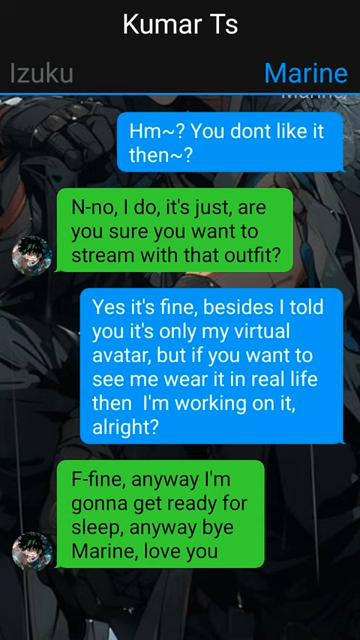 Kumar Ts
Izuku
Marine
Marine/
Hm~? You dont like it
then~?
N-no, I do, it's just, are
you sure you want to
stream with that outfit?
Yes it's fine, besides I told
you it's only my virtual
avatar, but if you want to
see me wear it in real life
then  I'm working on it,
alright?
F-fine, anyway I'm
gonna get ready for
sleep, anyway bye
Marine, love you